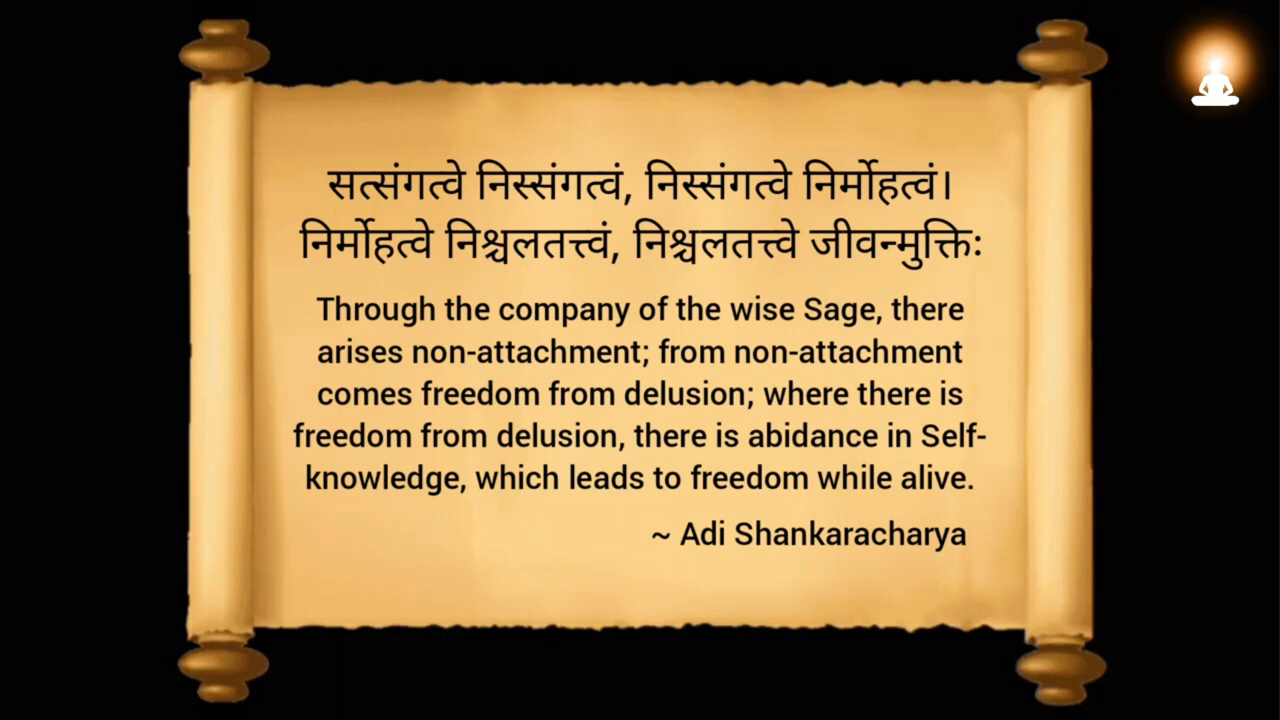 सत्संगत्वे निस्संगत्वं, निस्संगत्वे निर्मोहत्वं।
निर्मोहत्वे निश्चलतत्त्वं, निश्चलतत्त्वे जीवन्मुक्तिः
Through the company of the wise Sage, there
arises non-attachment; from non-attachment
comes freedom from delusion; where there is
freedom from delusion, there is abidance in Self-
knowledge, which leads to freedom while alive.
~ Adi Shankaracharya